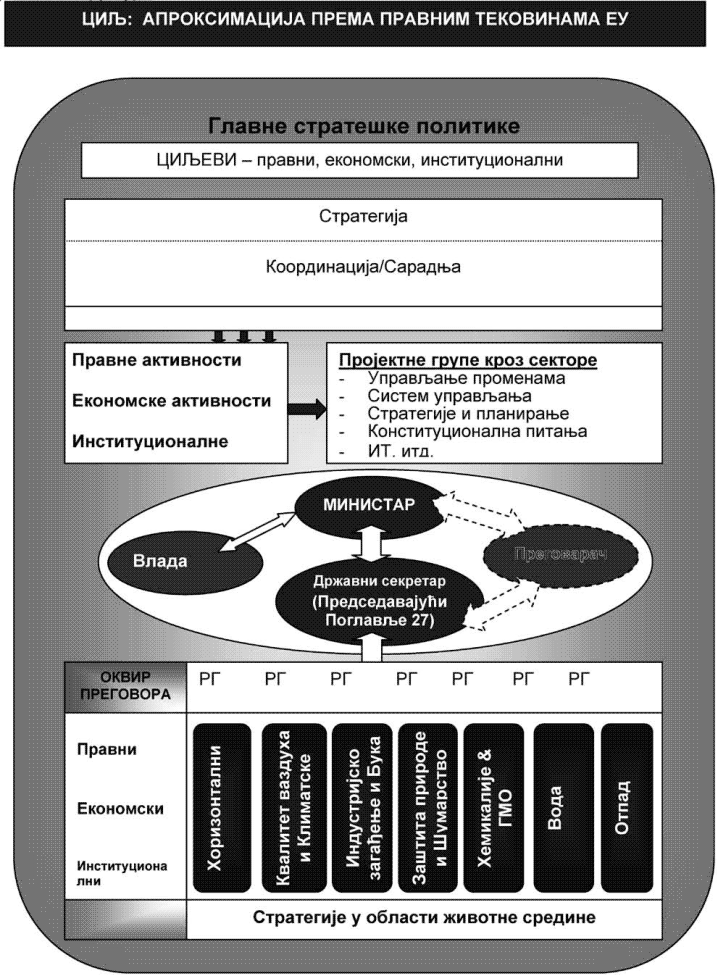 ЦИЉ: АПРОКСИМАЦИЈА ПРЕМА ПРАВНИМ ТЕКОВИНАМА ЕУ
Главне стратешке политике
ЦИЉЕВИ – правни, економски, институционални
Стратегија
Координација/Сарадња
Правне активности
Економске активности
Институционалне
Пројектне групе кроз секторе
- Управљање променама
- Систем управљања
- Стратегије и планирање
- Конституционална питања
- ИТ, итд.
МИНИСТАР
Влада
Преговарач
Државни секретар
(Председавајући
Поглавље 27)
ОКВИР
ПРЕГОВОРА
РГ РГ РГ РГ РГ РГ РГ
Правни
Економски
Институциона
лни
Хоризонтални
Квалитет ваздуха
и Климатске
Индустријско
загађење и Бука
Заштита природе
и Шумарство
Хемикалије &
ГМО
Вода
Отпад
Стратегије у области животне средине